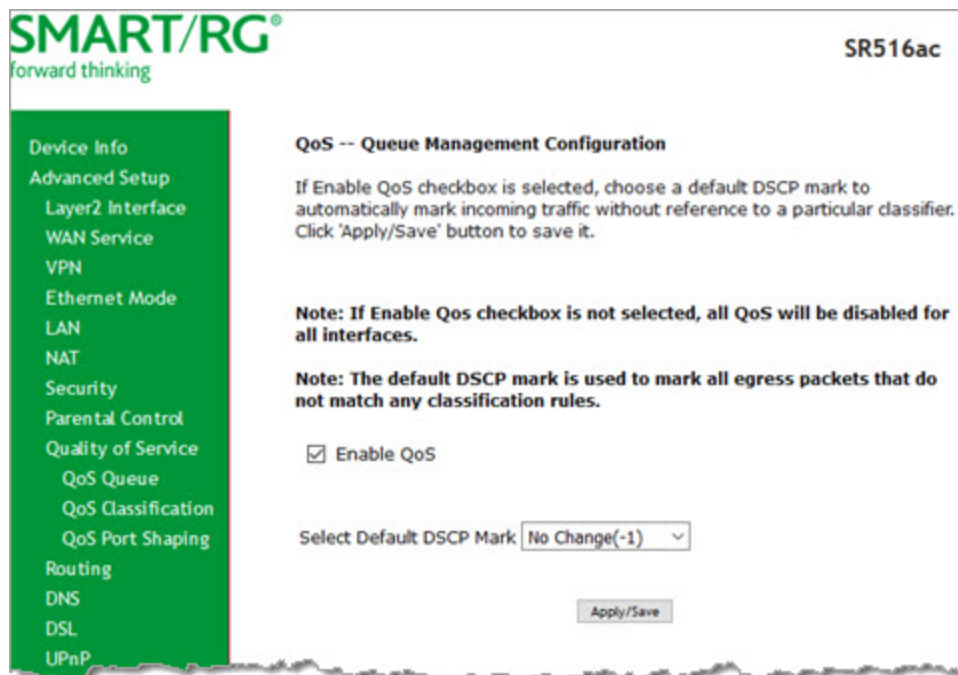 SMART/RG®
forward thinking
SR516ac
Device Info
Advanced Setup
Layer2 Interface
WAN Service
VPN
Ethernet Mode
LAN
NAT
Security
Parental Control
Quality of Service
QoS Queue
QoS Classification
QoS Port Shaping
Routing
DNS
DSL
UPnP
QoS -- Queue Management Configuration
If Enable QoS checkbox is selected, choose a default DSCP mark to
automatically mark incoming traffic without reference to a particular classifier.
Click 'Apply/Save' button to save it.
Note: If Enable Qos checkbox is not selected, all QoS will be disabled for
all interfaces.
Note: The default DSCP mark is used to mark all egress packets that do
not match any classification rules.
Enable QoS
Select Default DSCP Mark No Change(-1)
Apply/Save